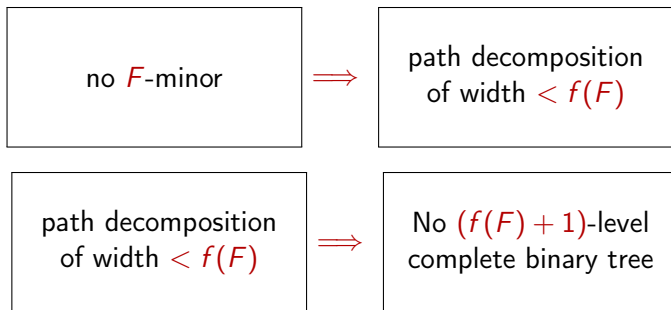 no F-minor ⟹ path decomposition
of width < f(F)
path decomposition
of width < f(F) ⟹ No (f(F) + 1)-level
complete binary tree